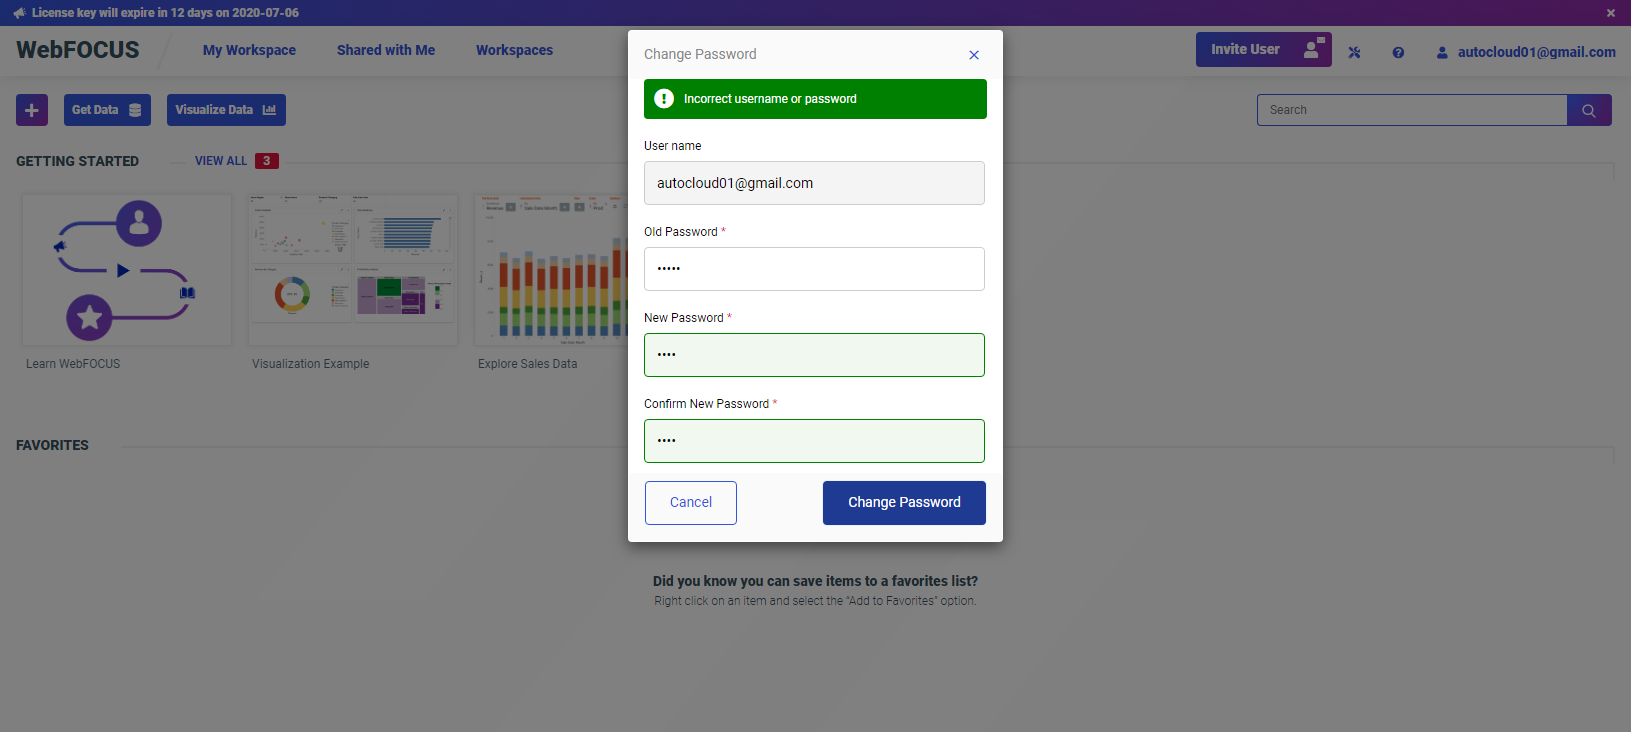 License key will expire in 12 days on 2020-07-06
WebFOCUS
My Workspace
Shared with Me
Workspaces
Invite User
autocloud01@gmail.com
Get Data
Visualize Data
Search
GETTING STARTED
VIEW ALL
3
Learn WebFOCUS
Visualization Example
Explore Sales Data
FAVORITES
Change Password
Incorrect username or password
User name
autocloud01@gmail.com
Old Password *
New Password *
Confirm New Password *
Cancel
Change Password
Did you know you can save items to a favorites list?
Right click on an item and select the "Add to Favorites" option.